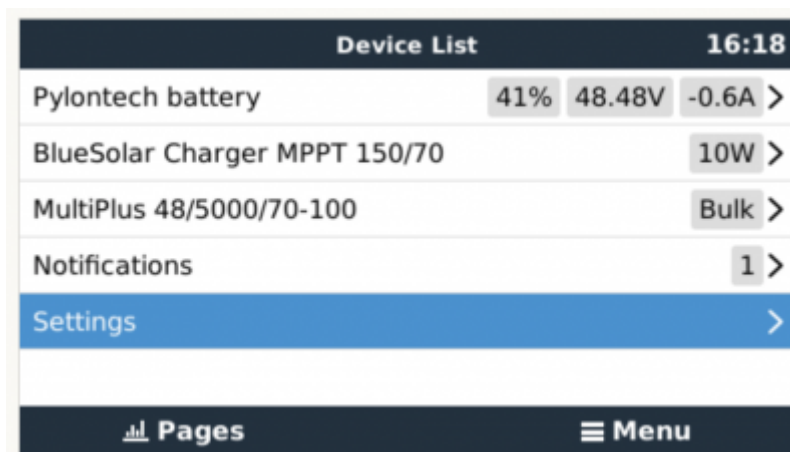 Device List 16:18
Pylontech battery 41% 48.48V -0.6A
BlueSolar Charger MPPT 150/70 10W
MultiPlus 48/5000/70-100 Bulk
Notifications 1
Settings
Pages Menu